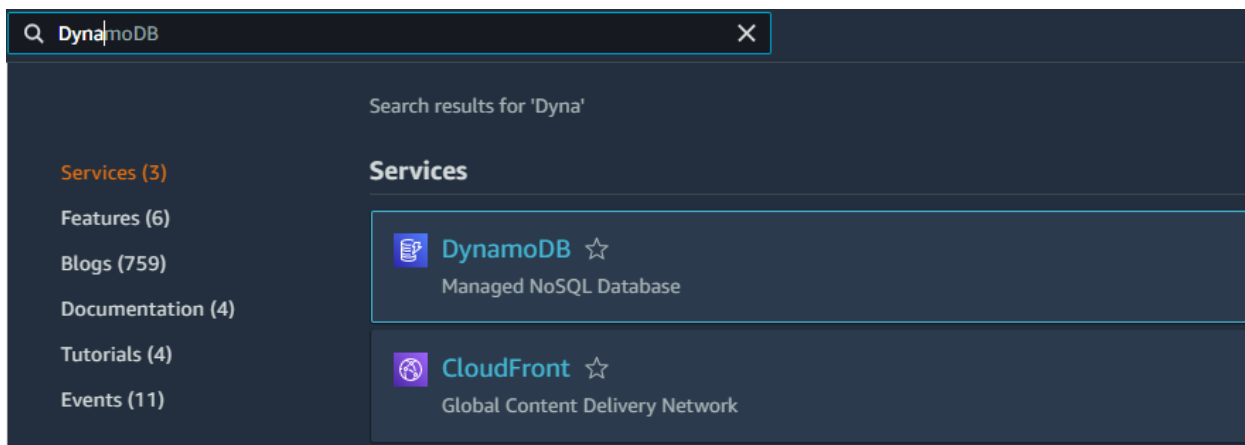 DynamoDB
Search results for 'Dyna'
Services (3)
Features (6)
Blogs (759)
Documentation (4)
Tutorials (4)
Events (11)
Services
DynamoDB
Managed NoSQL Database
CloudFront
Global Content Delivery Network